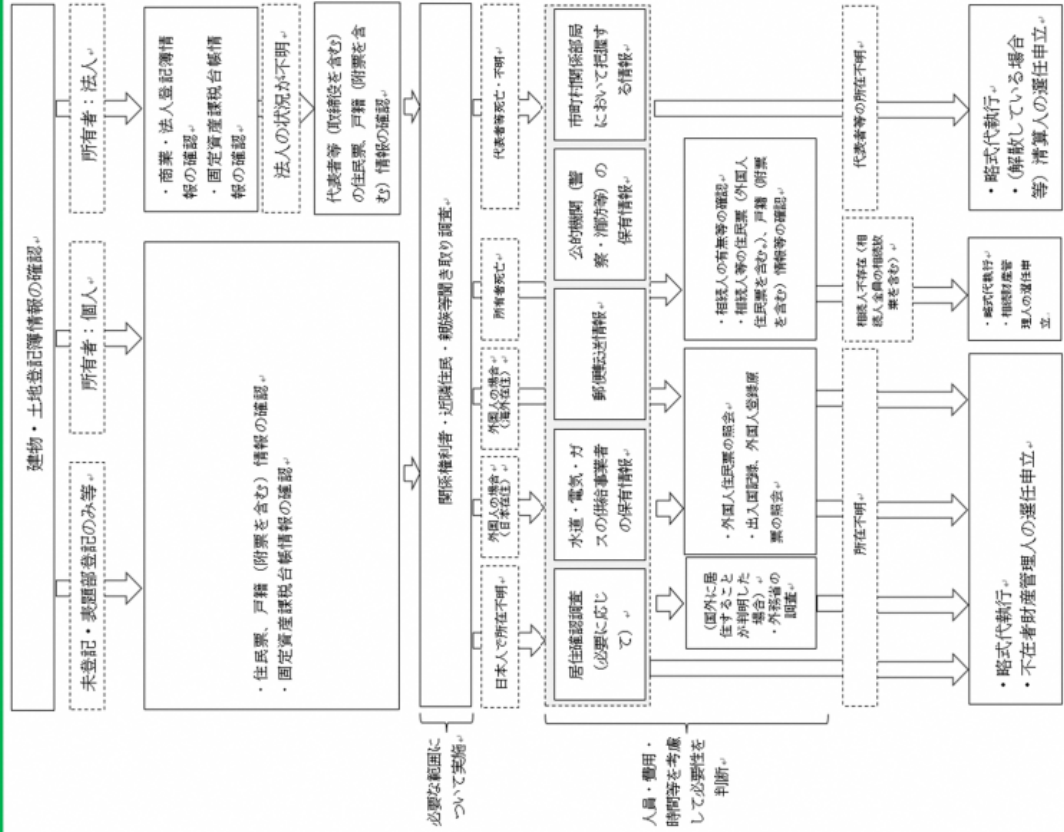 建物・土地登記簿情報の確認
未登記・表題部登記のみ等
所有者：個人
所有者：法人
・住民票、戸籍（附票を含む）情報の確認
・固定資産課税台帳情報の確認
・商業・法人登記簿情
報の確認
・固定資産課税台帳情
報の確認
法人の状況が不明
代表者等（取締役を含む）
の住民票、戸籍（附票を含
む）情報の確認
必要な範囲に
ついて実施
関係権利者・近隣住民・親族等聞き取り調査
日本人で所在不明
外国人の場合
（日本在住）
外国人の場合
（海外在住）
所有者死亡
代表者等死亡・不明
人員・費用・
時間等を考慮
して必要性を
判断
居住確認調査
（必要に応じ
て）
水道・電気・ガ
スの供給事業者
の保有情報
郵便転送情報
公的機関（警
察・消防等）の
保有情報
市町村関係部局
において把握す
る情報
（国外に居
住すること
が判明した
場合）
・外務省の
調査
・外国人住民票の照会
・出入国記録、外国人登録原
票の照会
・相続人の有無等の確認
・相続人等の住民票（外国人
住民票を含む。）、戸籍（附票
を含む）情報等の確認
所在不明
相続人不存在（相
続人全員の相続放
棄を含む）
代表者等の所在不明
・略式代執行
・不在者財産管理人の選任申立
・略式代執行
・相続財産管
理人の選任申
立
・略式代執行
・（解散している場合
等）清算人の選任申立